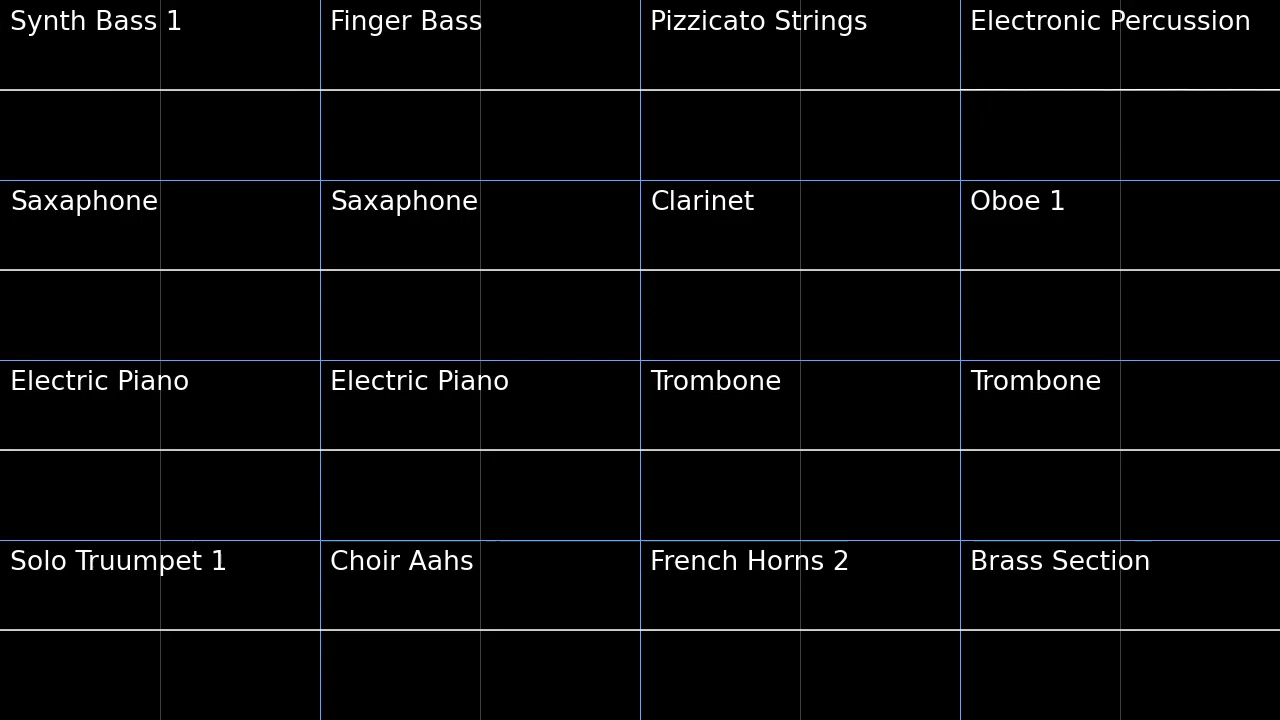 Synth Bass 1
Finger Bass
Pizzicato Strings
Electronic Percussion
Saxaphone
Saxaphone
Clarinet
Oboe 1
Electric Piano
Electric Piano
Trombone
Trombone
Solo Truumpet 1
Choir Aahs
French Horns 2
Brass Section